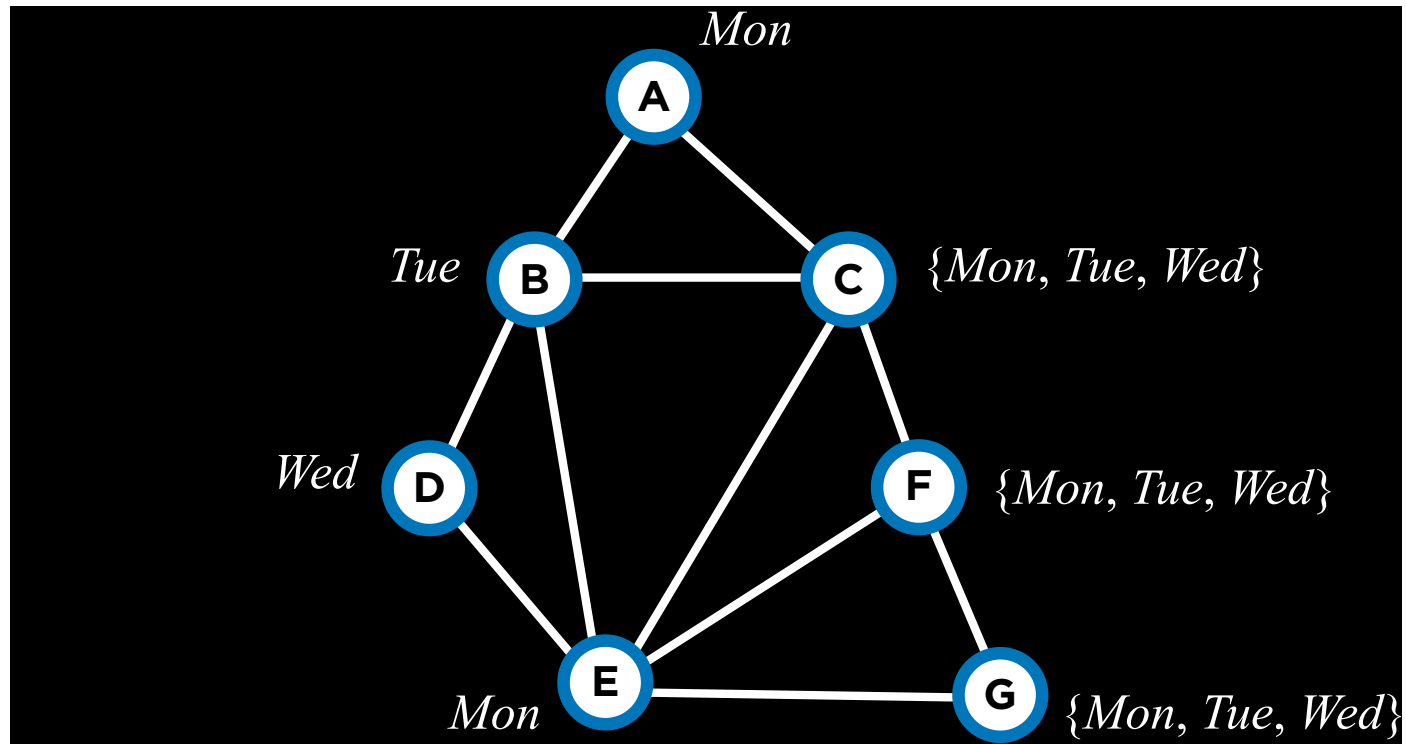 Mon
A
Tue
B
C
{Mon, Tue, Wed}
Wed
D
F
{Mon, Tue, Wed}
Mon
E
G
{Mon, Tue, Wed}